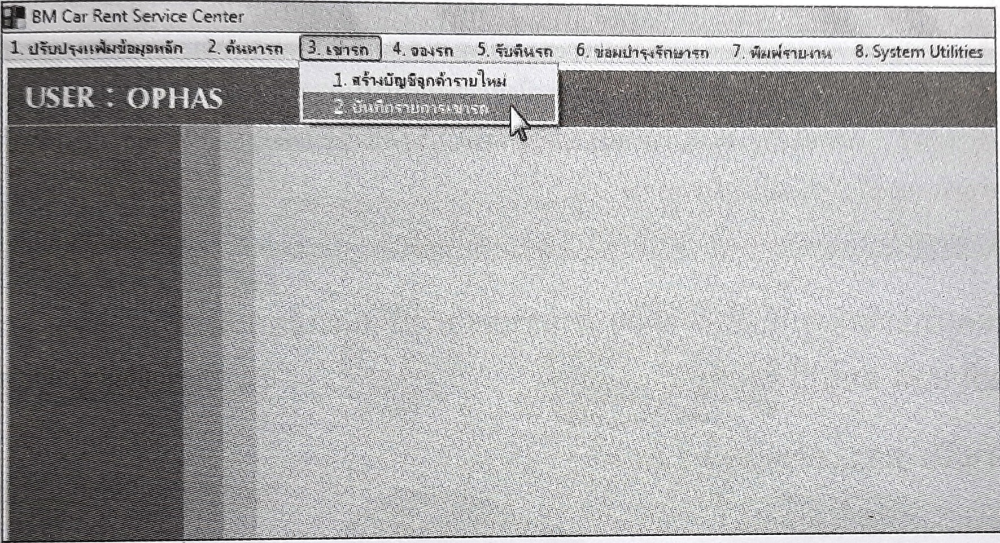 BM Car Rent Service Center
1. ปรับปรุงแฟ้มข้อมูลหลัก 2. ค้นหารถ 3. เช่ารถ 4. จองรถ 5. รับคืนรถ 6. ซ่อมบำรุงรักษารถ 7. พิมพ์รายงาน 8. System Utilities
1. สร้างบัญชีลูกค้ารายใหม่
2. บันทึกรายการเช่ารถ
USER : OPHAS